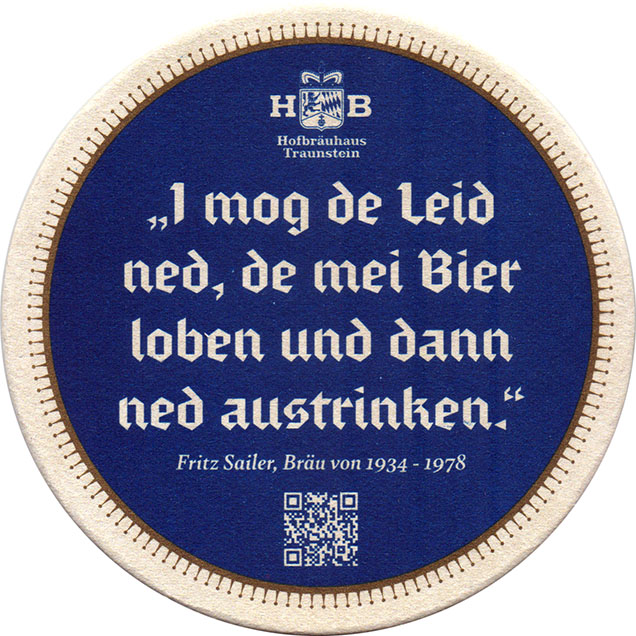 H B
Hofbräuhaus
Traunstein
„I mog de Leid
ned, de mei Bier
loben und dann
ned austrinken.“
Fritz Sailer, Bräu von 1934 - 1978